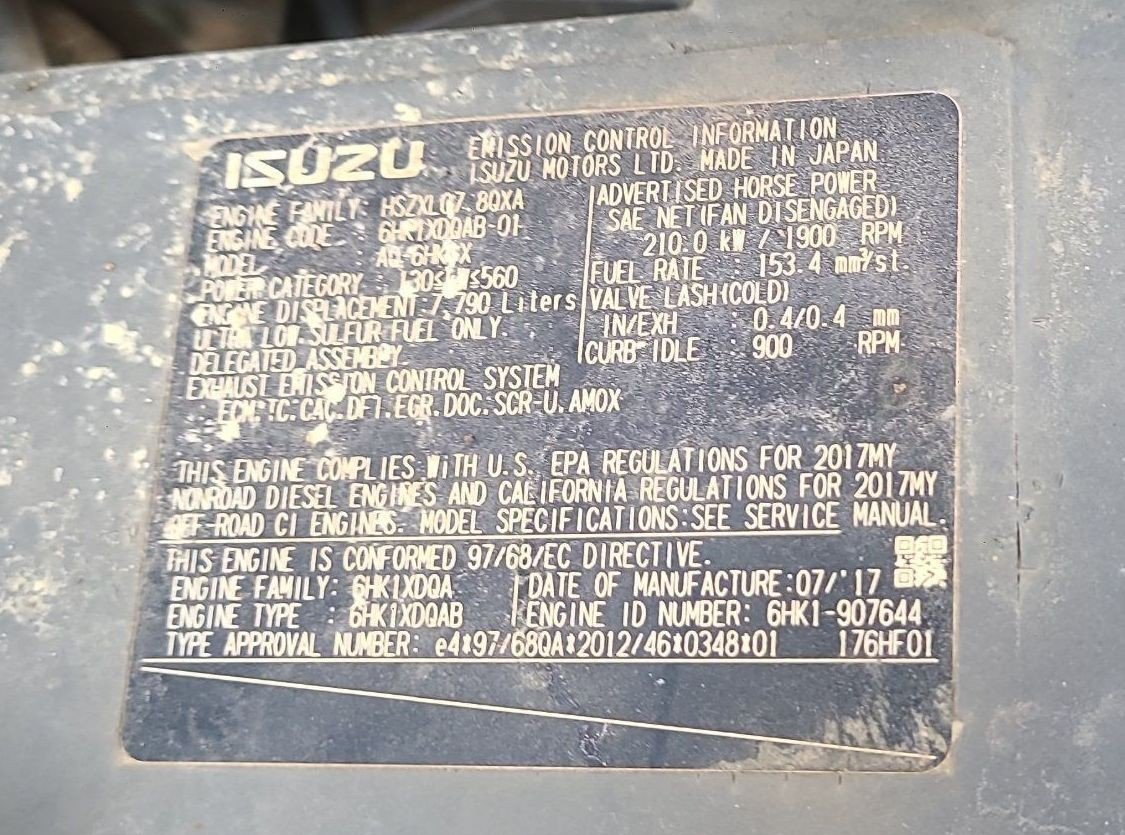 ISUZU EMISSION CONTROL INFORMATION
ISUZU MOTORS LTD. MADE IN JAPAN
ENGINE FAMILY: HSZXL07.8QXA
ENGINE CODE : 6HK1XDQAB-01
MODEL :
POWER CATEGORY : 130≤kW≤560
ENGINE DISPLACEMENT:7.790 Liters
ULTRA LOW SULFUR FUEL ONLY.
DELEGATED ASSEMBLY
ADVERTISED HORSE POWER
SAE NET(FAN DISENGAGED)
210.0 kW / 1900 RPM
FUEL RATE : 153.4 mm³/st.
VALVE LASH(COLD)
IN/EXH : 0.4/0.4 mm
CURB IDLE : 900 RPM
EXHAUST EMISSION CONTROL SYSTEM
ECM.TC.CAC.DFI.EGR.DOC.SCR-U.AMOX
THIS ENGINE COMPLIES WiTH U.S. EPA REGULATIONS FOR 2017MY
NONROAD DIESEL ENGINES AND CALIFORNIA REGULATIONS FOR 2017MY
OFF-ROAD CI ENGINES. MODEL SPECIFICATIONS:SEE SERVICE MANUAL.
THIS ENGINE IS CONFORMED 97/68/EC DIRECTIVE.
ENGINE FAMILY: 6HK1XDQA
ENGINE TYPE : 6HK1XDQAB
DATE OF MANUFACTURE:07/'17
ENGINE ID NUMBER: 6HK1-907644
TYPE APPROVAL NUMBER: e4*97/68QA*2012/46*0348*01 176HF01